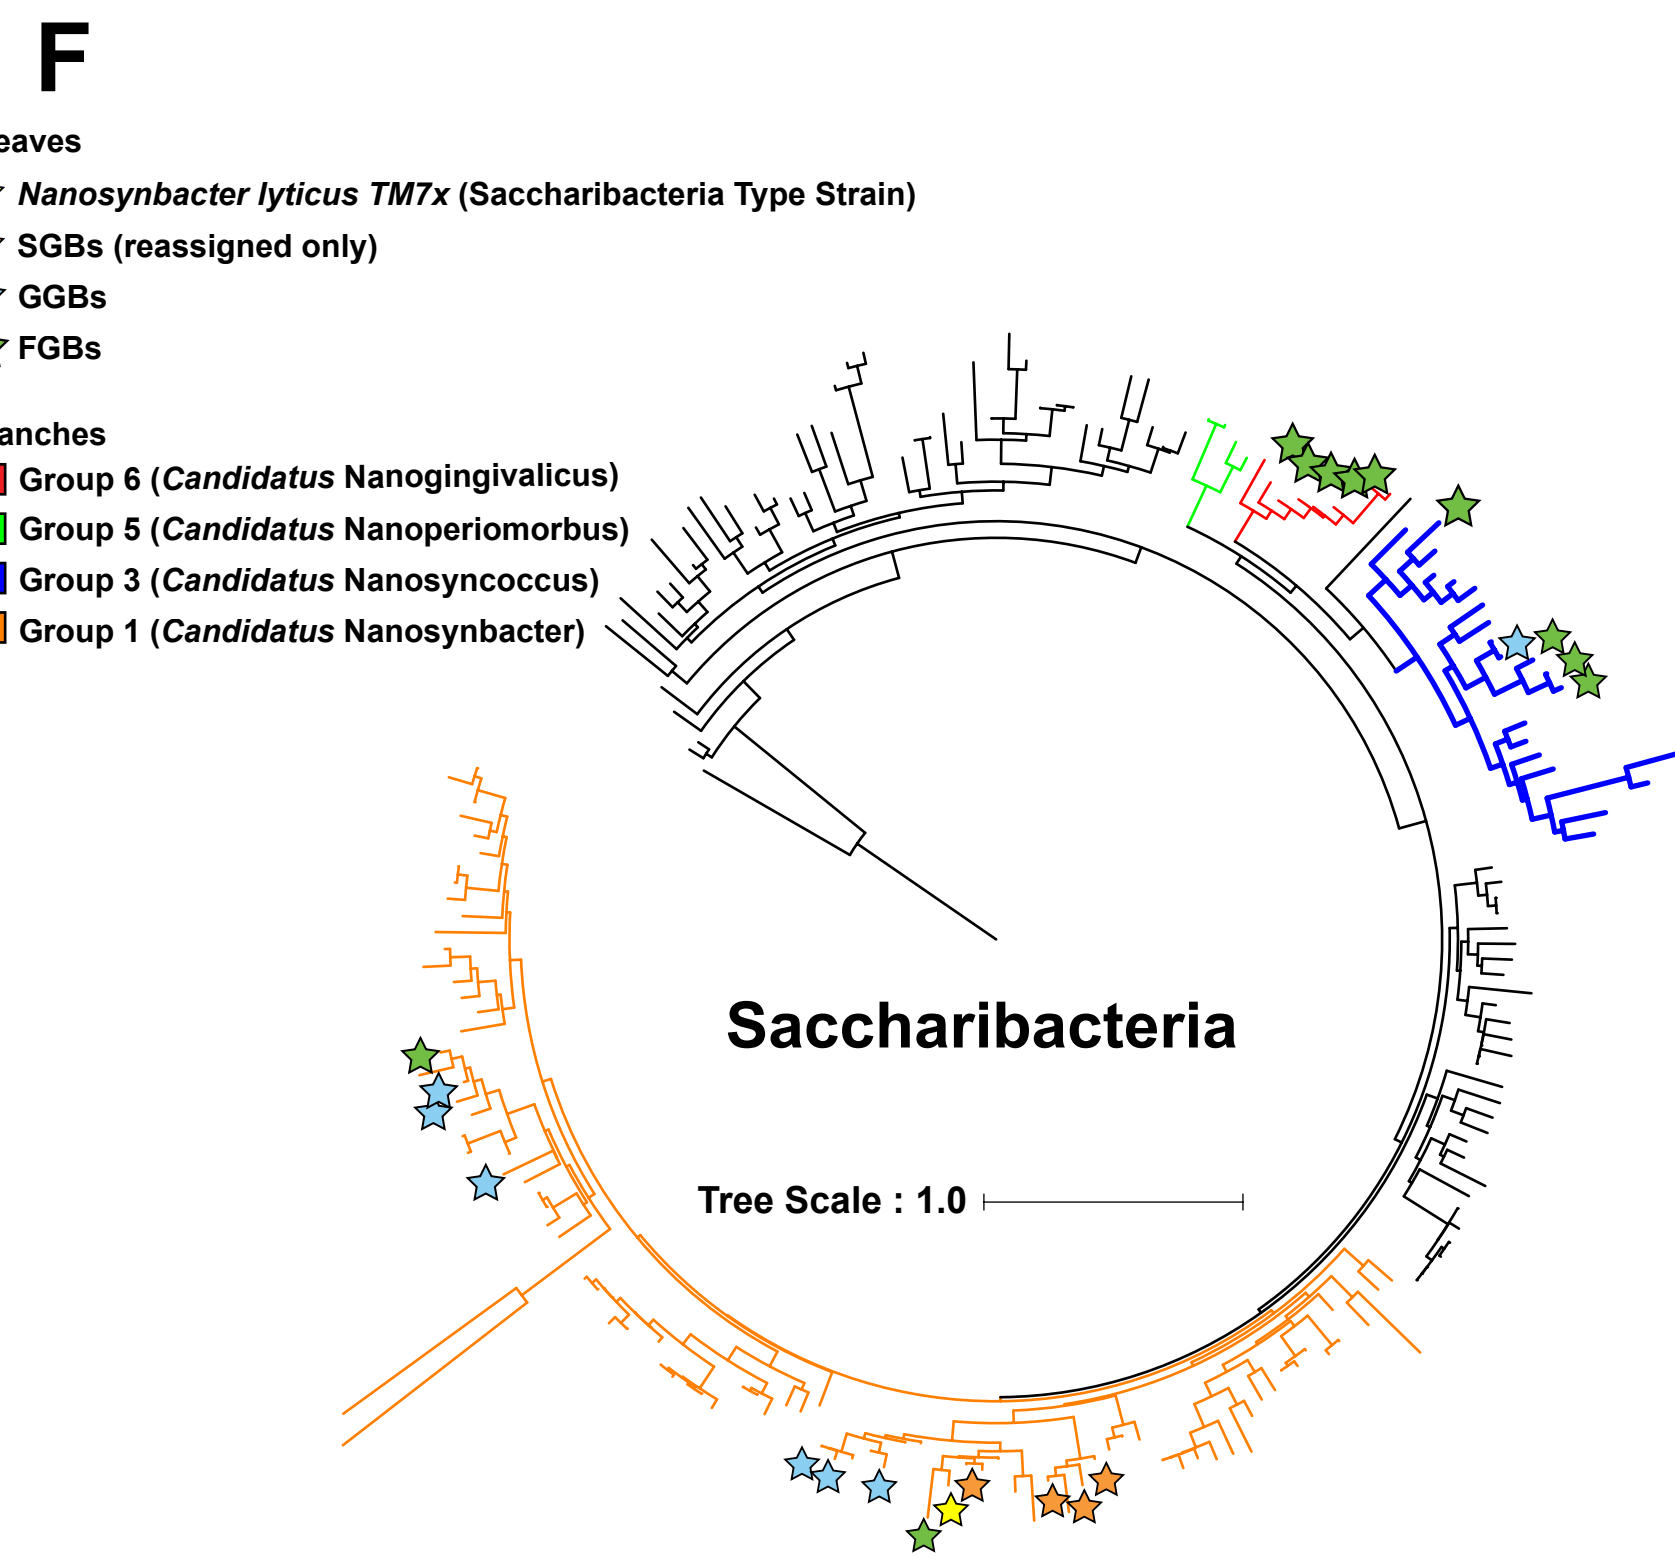 F
eaves
Nanosynbacter lyticus TM7x (Saccharibacteria Type Strain)
SGBs (reassigned only)
GGBs
FGBs
anches
Group 6 (Candidatus Nanogingivalicus)
Group 5 (Candidatus Nanoperiomorbus)
Group 3 (Candidatus Nanosyncoccus)
Group 1 (Candidatus Nanosynbacter)
Saccharibacteria
Tree Scale : 1.0